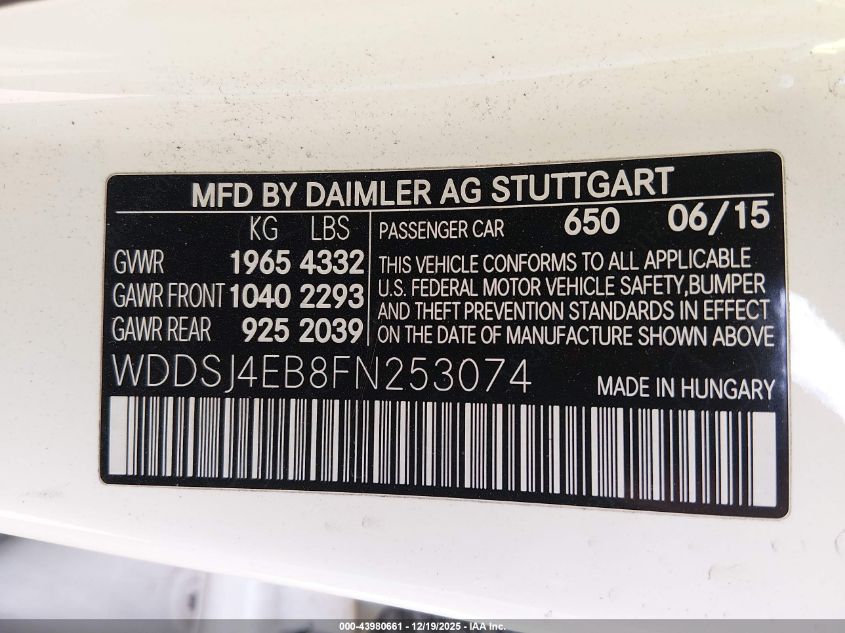 MFD BY DAIMLER AG STUTTGART
KG LBS
GVWR 1965 4332
GAWR FRONT 1040 2293
GAWR REAR 925 2039
PASSENGER CAR 650 06/15
THIS VEHICLE CONFORMS TO ALL APPLICABLE
U.S. FEDERAL MOTOR VEHICLE SAFETY,BUMPER
AND THEFT PREVENTION STANDARDS IN EFFECT
ON THE DATE OF MANUFACTURE SHOWN ABOVE
WDDSJ4EB8FN253074
MADE IN HUNGARY
000-43980661 - 12/19/2025 - IAA Inc.